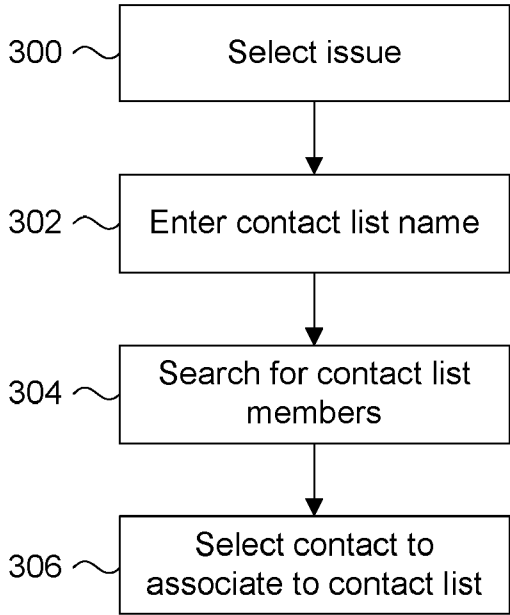 300
Select issue
302
Enter contact list name
304
Search for contact list
members
306
Select contact to
associate to contact list